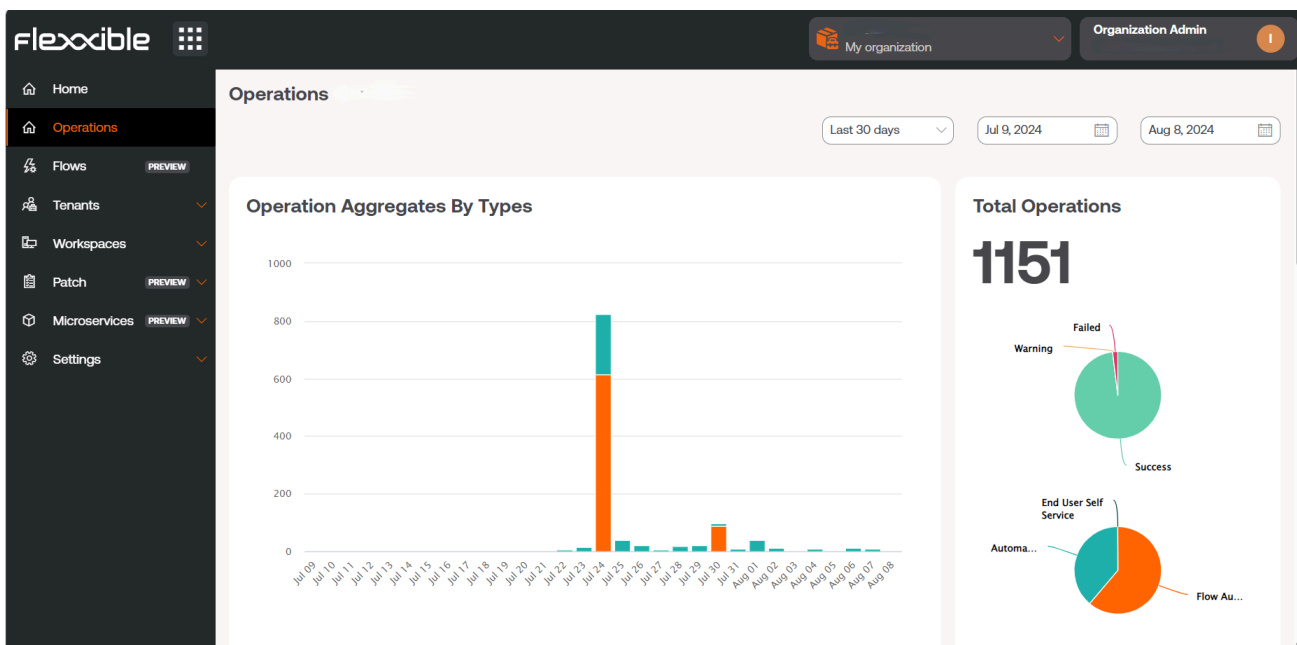 Flexxible
My organization
Organization Admin
I
Home
Operations
Flows PREVIEW
Tenants
Workspaces
Patch PREVIEW
Microservices PREVIEW
Settings
Operations
Last 30 days
Jul 9, 2024
Aug 8, 2024
Operation Aggregates By Types
1000
800
600
400
200
0
Jul 09 Jul 10 Jul 11 Jul 12 Jul 13 Jul 14 Jul 15 Jul 16 Jul 17 Jul 18 Jul 19 Jul 20 Jul 21 Jul 22 Jul 23 Jul 24 Jul 25 Jul 26 Jul 27 Jul 28 Jul 29 Jul 30 Jul 31 Aug 01 Aug 02 Aug 03 Aug 04 Aug 05 Aug 06 Aug 07 Aug 08
Total Operations
1151
Failed
Warning
Success
End User Self
Service
Automa...
Flow Au...